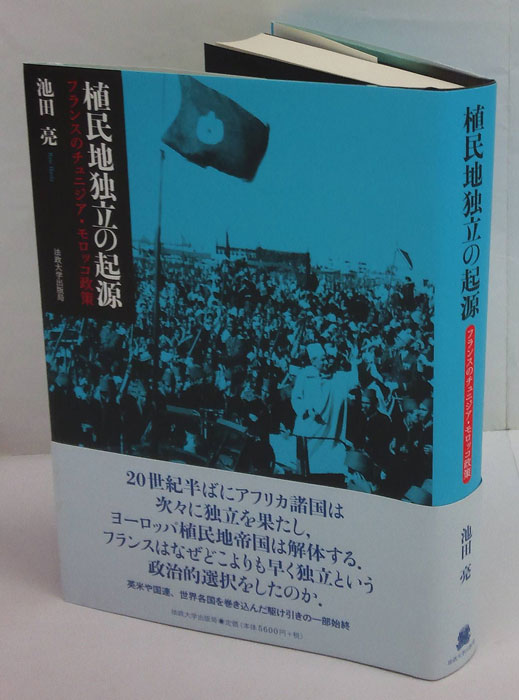 植民地独立の起源
フランスのチュニジア・モロッコ政策
池田 亮
法政大学出版局
20世紀半ばにアフリカ諸国は
次々に独立を果たし,
ヨーロッパ植民地帝国は解体する.
フランスはなぜどこよりも早く独立という
政治的選択をしたのか.
英米や国連、世界各国を巻き込んだ駆け引きの一部始終
法政大学出版局●定価(本体5600円+税)
植民地独立の起源
フランスのチュニジア・モロッコ政策
池田 亮
法政大学出版局